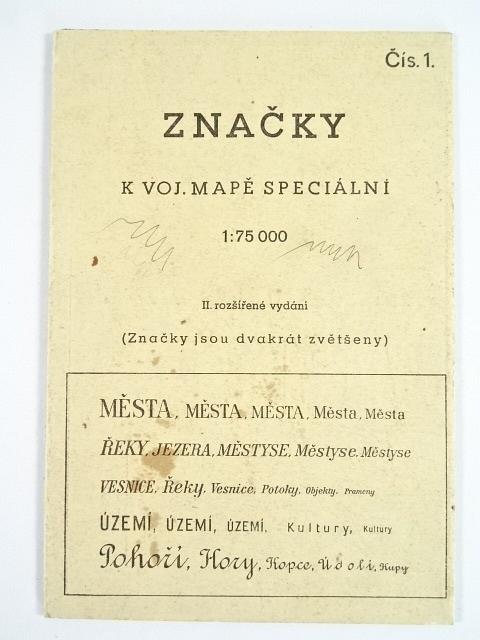 Čís. 1.
ZNAČKY
K VOJ. MAPĚ SPECIÁLNÍ
1:75 000
II. rozšířené vydání
(Značky jsou dvakrát zvětšeny)
MĚSTA, MĚSTA, MĚSTA, Města, Města
ŘEKY, JEZERA, MĚSTYSE, Městyse, Městyse
VESNICE, Řeky, Vesnice, Potoky, Objekty, Prameny
ÚZEMÍ, ÚZEMÍ, ÚZEMÍ, Kultury, Kultury
Pohoří, Hory, Kopce, Údolí, Kupy